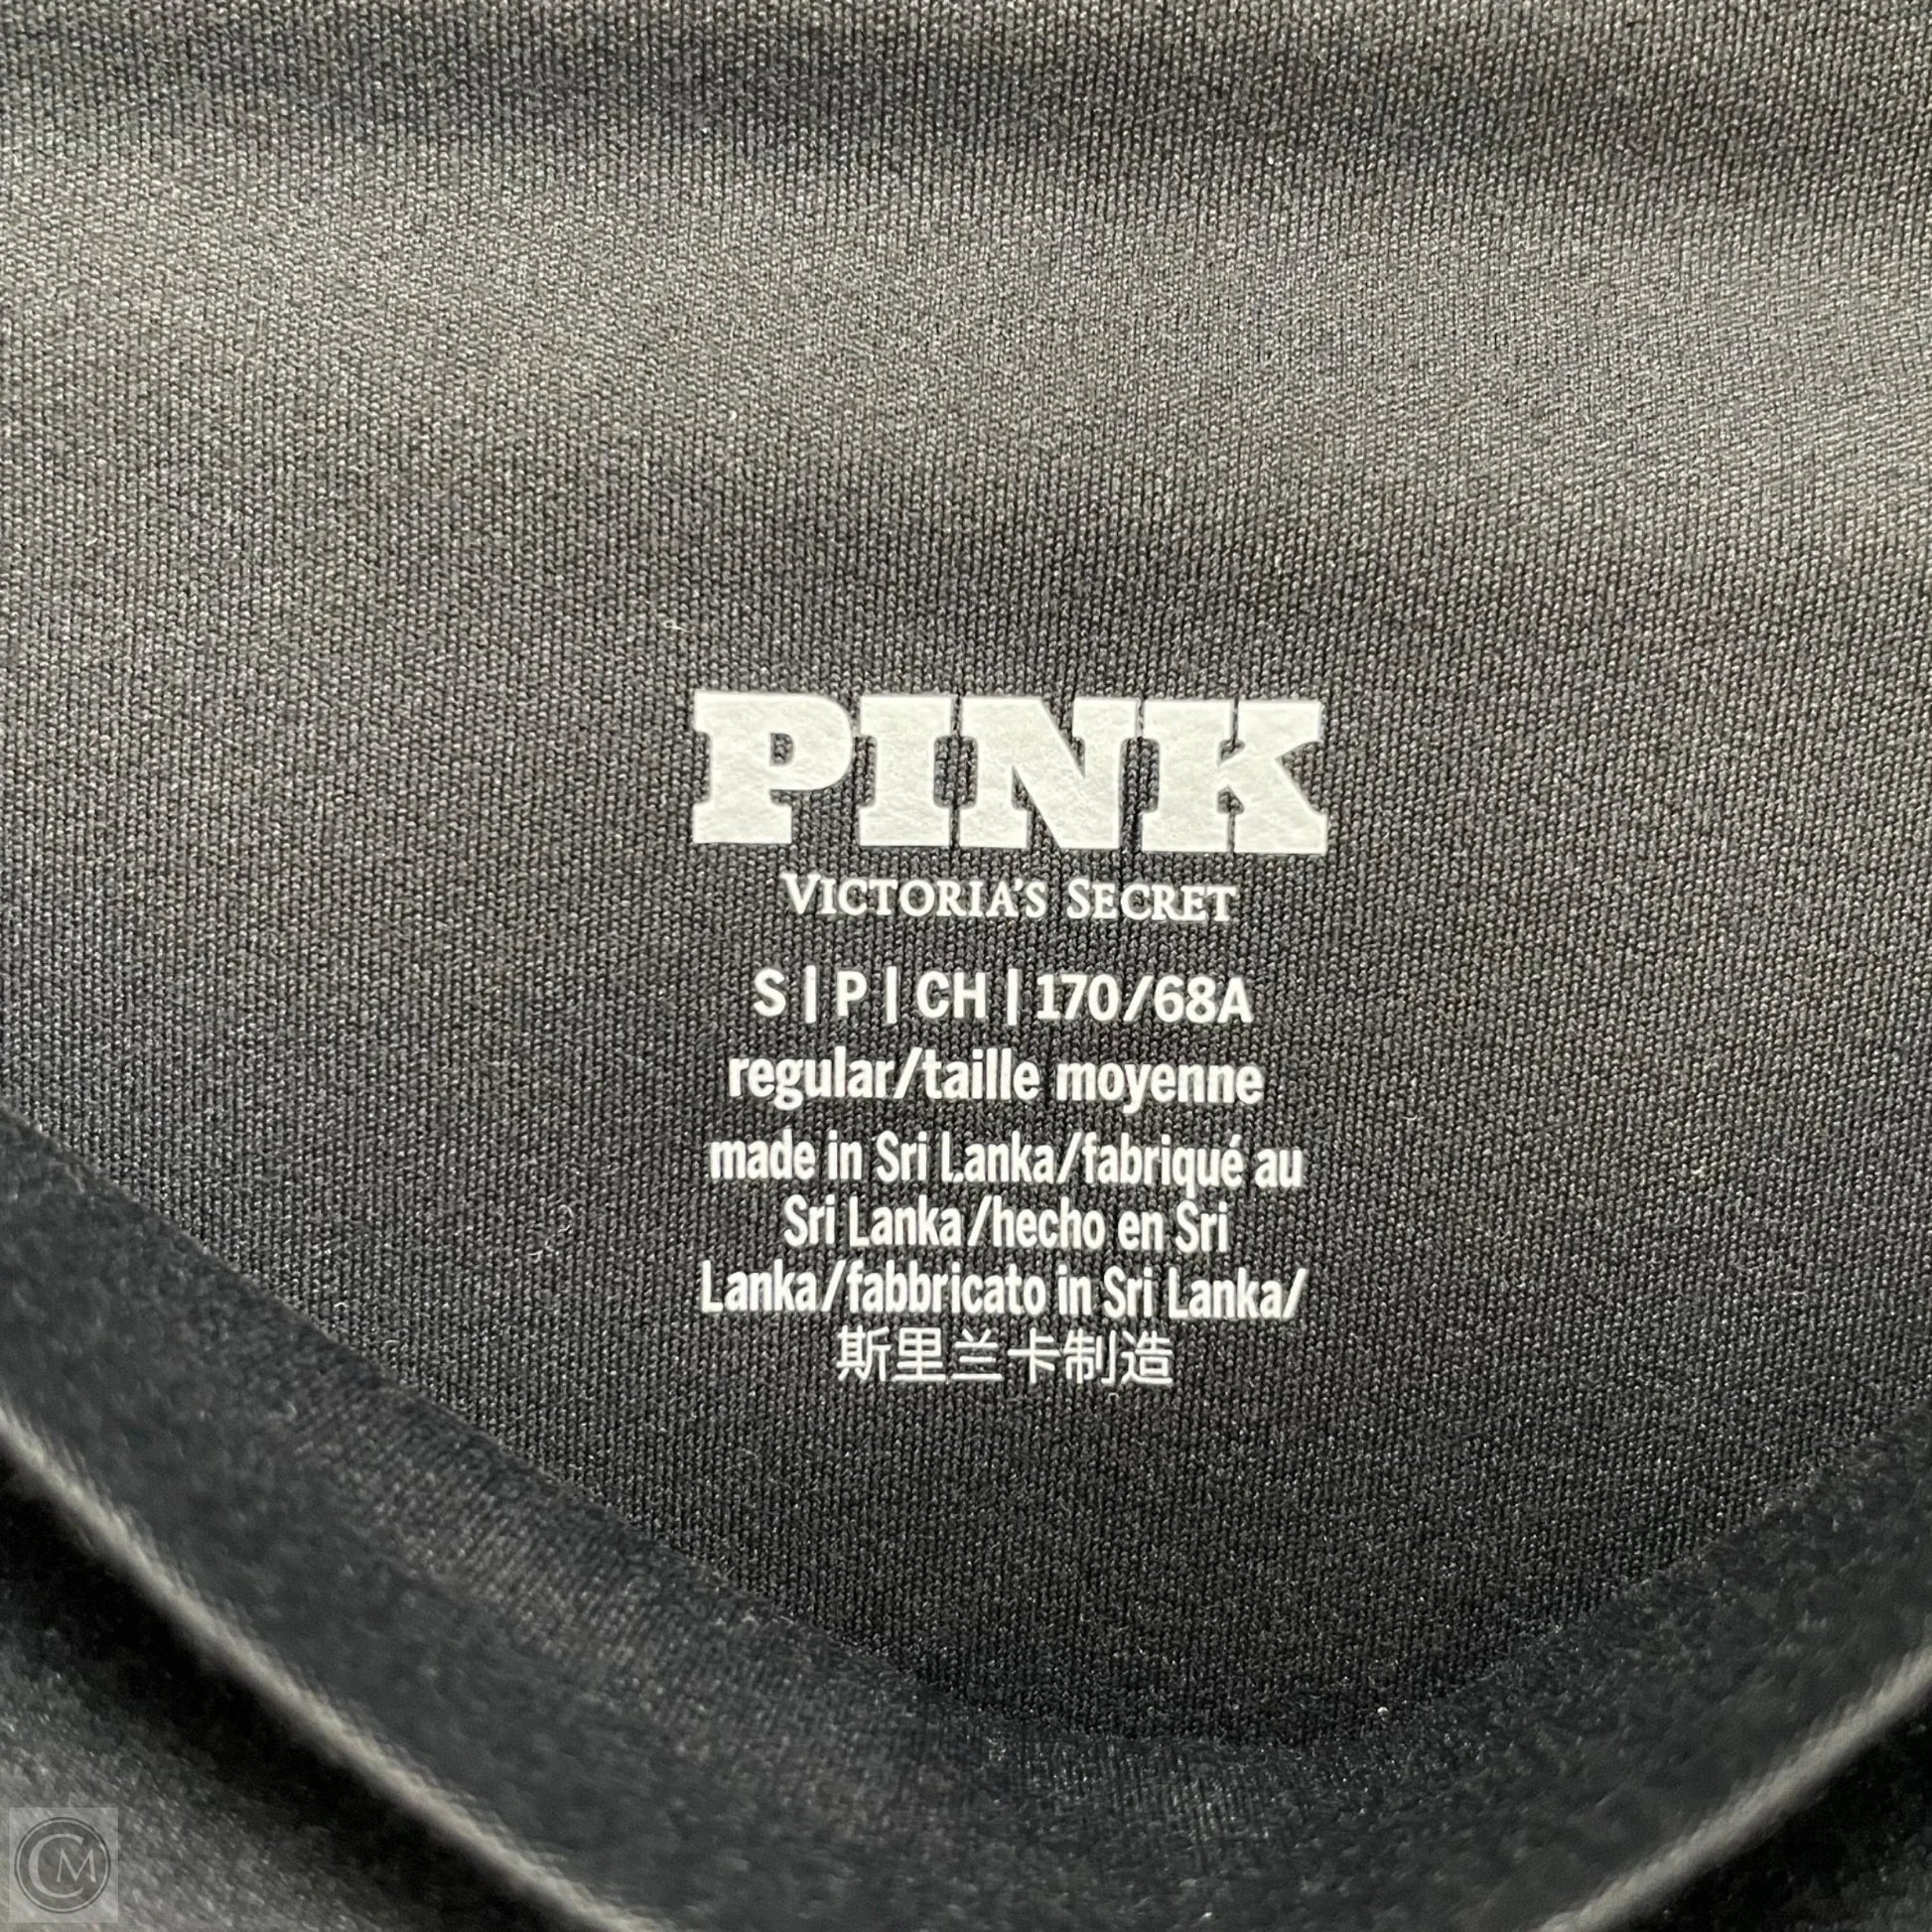 PINK
VICTORIA'S SECRET
S | P | CH | 170/68A
regular/taille moyenne
made in Sri Lanka/fabriqué au
Sri Lanka/hecho en Sri
Lanka/fabbricato in Sri Lanka/
斯里兰卡制造
CM